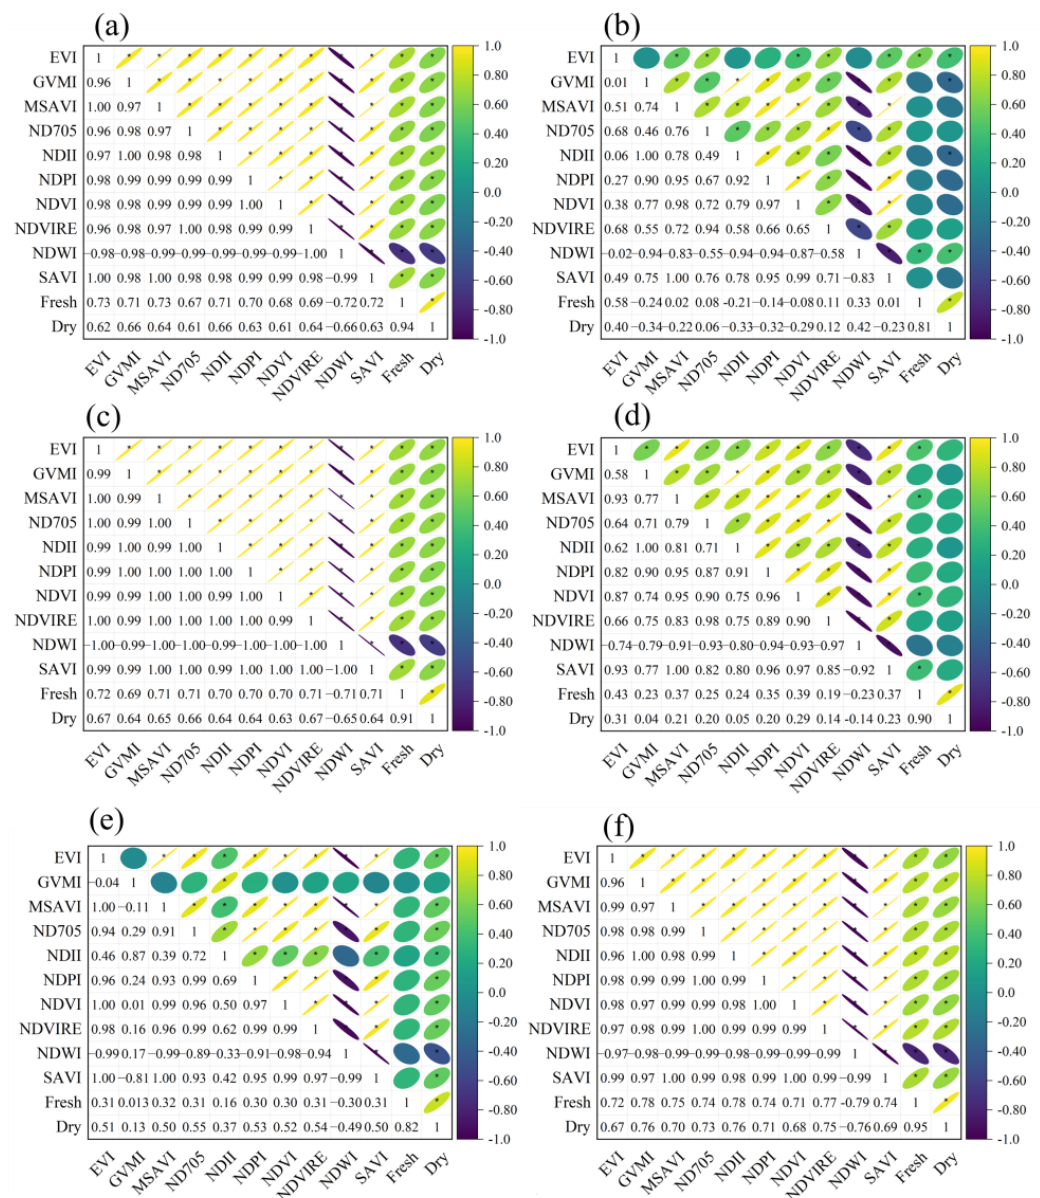 (a)
EVI 1
GVMI 0.96 1
MSAVI 1.00 0.97 1
ND705 0.96 0.98 0.97 1
NDII 0.97 1.00 0.98 0.98 1
NDPI 0.98 0.99 0.99 0.99 0.99 1
NDVI 0.98 0.98 0.99 0.99 0.99 1.00 1
NDVIRE 0.96 0.98 0.97 1.00 0.98 0.99 0.99 1
NDWI −0.98 −0.98 −0.99 −0.99 −0.99 −0.99 −0.99 −1.00 1
SAVI 1.00 0.98 1.00 0.98 0.98 0.99 0.99 0.98 −0.99 1
Fresh 0.73 0.71 0.73 0.67 0.71 0.70 0.68 0.69 −0.72 0.72 1
Dry 0.62 0.66 0.64 0.61 0.66 0.63 0.61 0.64 −0.66 0.63 0.94 1
EVI GVMI MSAVI ND705 NDII NDPI NDVI NDVIRE NDWI SAVI Fresh Dry
1.0
0.80
0.60
0.40
0.20
0.0
-0.20
-0.40
-0.60
-0.80
-1.0
(b)
EVI 1
GVMI 0.01 1
MSAVI 0.51 0.74 1
ND705 0.68 0.46 0.76 1
NDII 0.06 1.00 0.78 0.49 1
NDPI 0.27 0.90 0.95 0.67 0.92 1
NDVI 0.38 0.77 0.98 0.72 0.79 0.97 1
NDVIRE 0.68 0.55 0.72 0.94 0.58 0.66 0.65 1
NDWI −0.02 −0.94 −0.83 −0.55 −0.94 −0.94 −0.87 −0.58 1
SAVI 0.49 0.75 1.00 0.76 0.78 0.95 0.99 0.71 −0.83 1
Fresh 0.58 −0.24 0.02 0.08 −0.21 −0.14 −0.08 0.11 0.33 0.01 1
Dry 0.40 −0.34 −0.22 0.06 −0.33 −0.32 −0.29 0.12 0.42 −0.23 0.81 1
EVI GVMI MSAVI ND705 NDII NDPI NDVI NDVIRE NDWI SAVI Fresh Dry
1.0
0.80
0.60
0.40
0.20
0.0
-0.20
-0.40
-0.60
-0.80
-1.0
(c)
EVI 1
GVMI 0.99 1
MSAVI 1.00 0.99 1
ND705 1.00 0.99 1.00 1
NDII 0.99 1.00 0.99 1.00 1
NDPI 0.99 1.00 1.00 1.00 1.00 1
NDVI 0.99 1.00 1.00 1.00 0.99 1.00 1
NDVIRE 1.00 0.99 1.00 1.00 1.00 1.00 0.99 1
NDWI −1.00 −0.99 −1.00 −1.00 −0.99 −1.00 −1.00 −1.00 1
SAVI 0.99 0.99 1.00 1.00 1.00 1.00 1.00 1.00 −1.00 1
Fresh 0.72 0.69 0.71 0.71 0.70 0.70 0.70 0.71 −0.71 0.71 1
Dry 0.67 0.64 0.65 0.66 0.64 0.64 0.63 0.67 −0.65 0.64 0.91 1
EVI GVMI MSAVI ND705 NDII NDPI NDVI NDVIRE NDWI SAVI Fresh Dry
1.0
0.80
0.60
0.40
0.20
0.0
-0.20
-0.40
-0.60
-0.80
-1.0
(d)
EVI 1
GVMI 0.58 1
MSAVI 0.93 0.77 1
ND705 0.64 0.71 0.79 1
NDII 0.62 1.00 0.81 0.71 1
NDPI 0.82 0.90 0.95 0.87 0.91 1
NDVI 0.87 0.74 0.95 0.90 0.75 0.96 1
NDVIRE 0.66 0.75 0.83 0.98 0.75 0.89 0.90 1
NDWI −0.74 −0.79 −0.91 −0.93 −0.80 −0.94 −0.93 −0.97 1
SAVI 0.93 0.77 1.00 0.82 0.80 0.96 0.97 0.85 −0.92 1
Fresh 0.43 0.23 0.37 0.25 0.24 0.35 0.39 0.19 −0.23 0.37 1
Dry 0.31 0.04 0.21 0.20 0.05 0.20 0.29 0.14 −0.14 0.23 0.90 1
EVI GVMI MSAVI ND705 NDII NDPI NDVI NDVIRE NDWI SAVI Fresh Dry
1.0
0.80
0.60
0.40
0.20
0.0
-0.20
-0.40
-0.60
-0.80
-1.0
(e)
EVI 1
GVMI −0.04 1
MSAVI 1.00 −0.11 1
ND705 0.94 0.29 0.91 1
NDII 0.46 0.87 0.39 0.72 1
NDPI 0.96 0.24 0.93 0.99 0.69 1
NDVI 1.00 0.01 0.99 0.96 0.50 0.97 1
NDVIRE 0.98 0.16 0.96 0.99 0.62 0.99 0.99 1
NDWI −0.99 0.17 −0.99 −0.89 −0.33 −0.91 −0.98 −0.94 1
SAVI 1.00 −0.81 1.00 0.93 0.42 0.95 0.99 0.97 −0.99 1
Fresh 0.31 0.013 0.32 0.31 0.16 0.30 0.30 0.31 −0.30 0.31 1
Dry 0.51 0.13 0.50 0.55 0.37 0.53 0.52 0.54 −0.49 0.50 0.82 1
EVI GVMI MSAVI ND705 NDII NDPI NDVI NDVIRE NDWI SAVI Fresh Dry
1.0
0.80
0.60
0.40
0.20
0.0
-0.20
-0.40
-0.60
-0.80
-1.0
(f)
EVI 1
GVMI 0.96 1
MSAVI 0.99 0.97 1
ND705 0.98 0.98 0.99 1
NDII 0.96 1.00 0.98 0.99 1
NDPI 0.98 0.99 0.99 1.00 0.99 1
NDVI 0.98 0.97 0.99 0.99 0.98 1.00 1
NDVIRE 0.97 0.98 0.99 1.00 0.99 0.99 0.99 1
NDWI −0.97 −0.98 −0.99 −0.99 −0.98 −0.99 −0.99 −0.99 1
SAVI 0.99 0.97 1.00 0.99 0.98 0.99 1.00 0.99 −0.99 1
Fresh 0.72 0.78 0.75 0.74 0.78 0.74 0.71 0.77 −0.79 0.74 1
Dry 0.67 0.76 0.70 0.73 0.76 0.71 0.68 0.76 −0.76 0.69 0.95 1
EVI GVMI MSAVI ND705 NDII NDPI NDVI NDVIRE NDWI SAVI Fresh Dry
1.0
0.80
0.60
0.40
0.20
0.0
-0.20
-0.40
-0.60
-0.80
-1.0